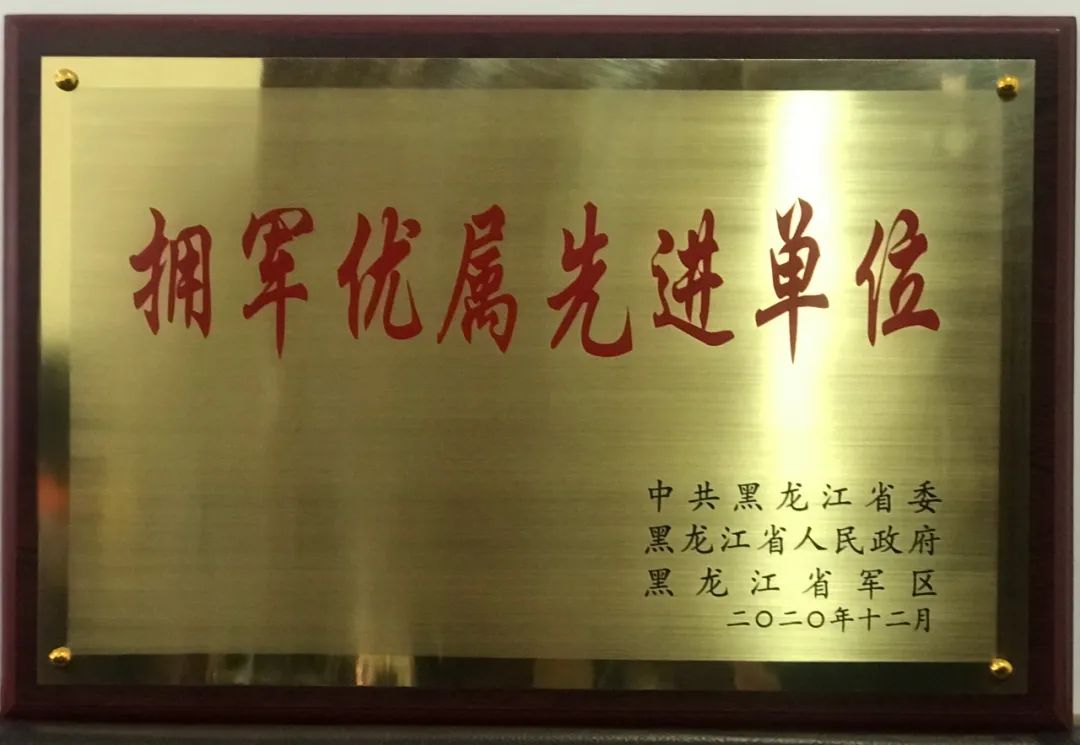 拥军优属先进单位
中共黑龙江省委
黑龙江省人民政府
黑龙江省军区
二〇二〇年十二月